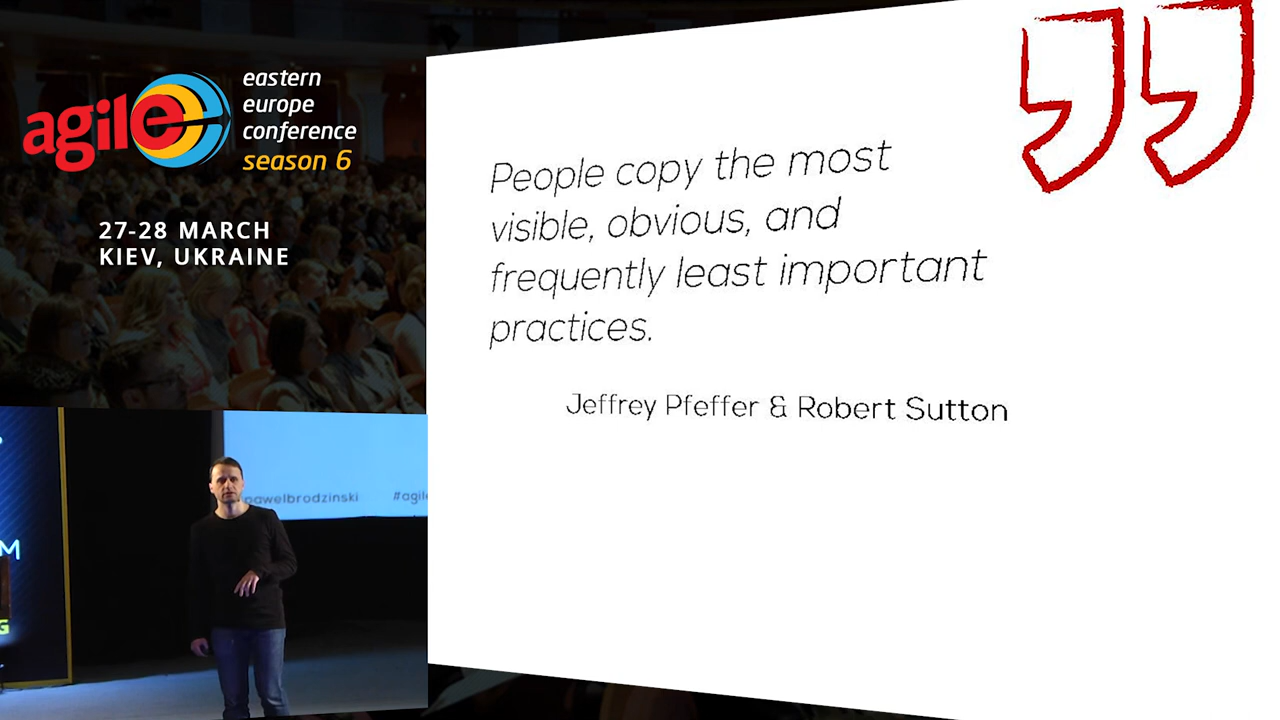 agile
eastern
europe
conference
season 6
27-28 MARCH
KIEV, UKRAINE
People copy the most
visible, obvious, and
frequently least important
practices.
Jeffrey Pfeffer & Robert Sutton
pawelbrodzinski
#agile
M
G